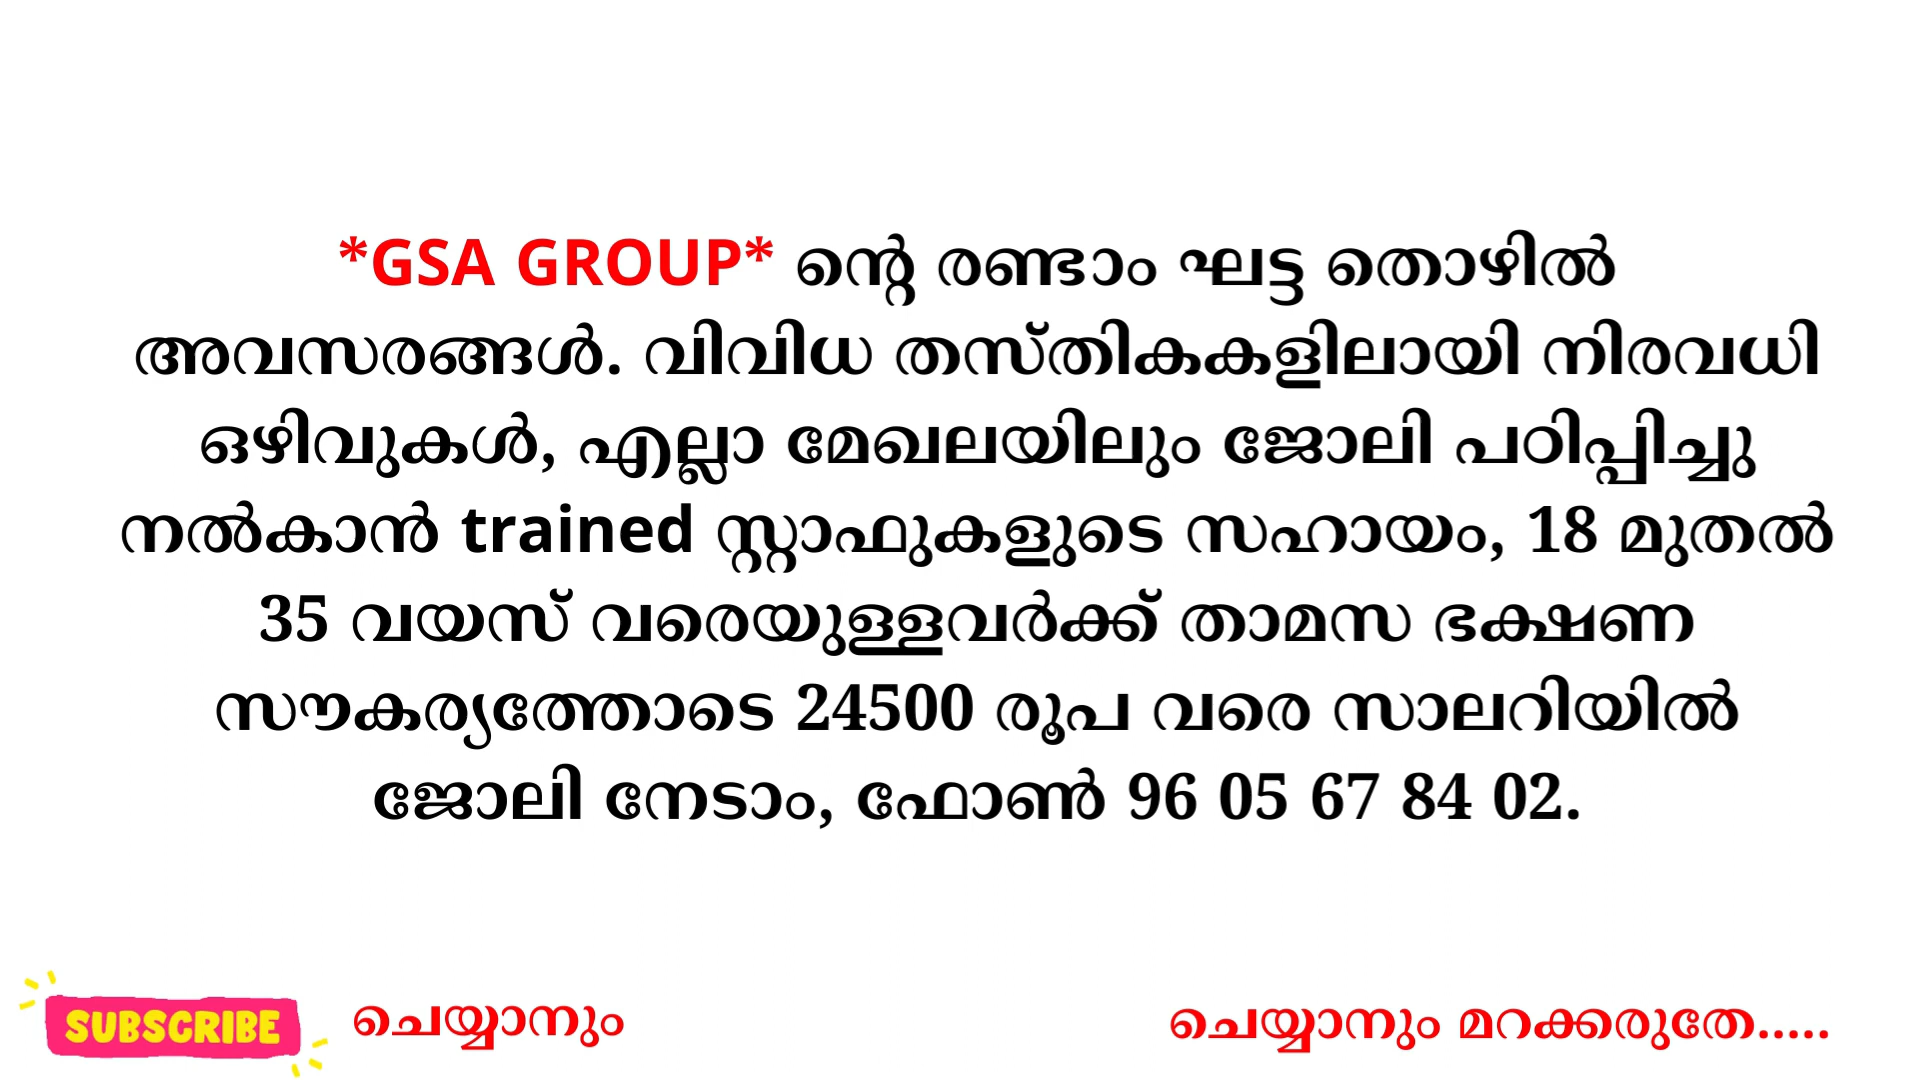 *GSA GROUP* ന്റെ രണ്ടാം ഘട്ട തൊഴിൽ
അവസരങ്ങൾ. വിവിധ തസ്തികകളിലായി നിരവധി
ഒഴിവുകൾ, എല്ലാ മേഖലയിലും ജോലി പഠിപ്പിച്ചു
നൽകാൻ trained സ്റ്റാഫുകളുടെ സഹായം, 18 മുതൽ
35 വയസ് വരെയുള്ളവർക്ക് താമസ ഭക്ഷണ
സൗകര്യത്തോടെ 24500 രൂപ വരെ സാലറിയിൽ
ജോലി നേടാം, ഫോൺ 96 05 67 84 02.
SUBSCRIBE ചെയ്യാനും ചെയ്യാനും മറക്കരുതേ.....